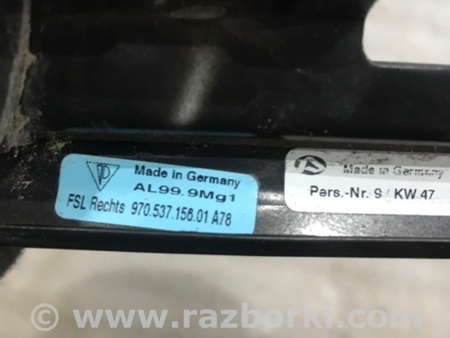 Made in Germany
AL99.9Mg1
FSL Rechts 970.537.156.01 A78
Made in Germany
Pers.-Nr. 9 / KW 47
www.razborki.com